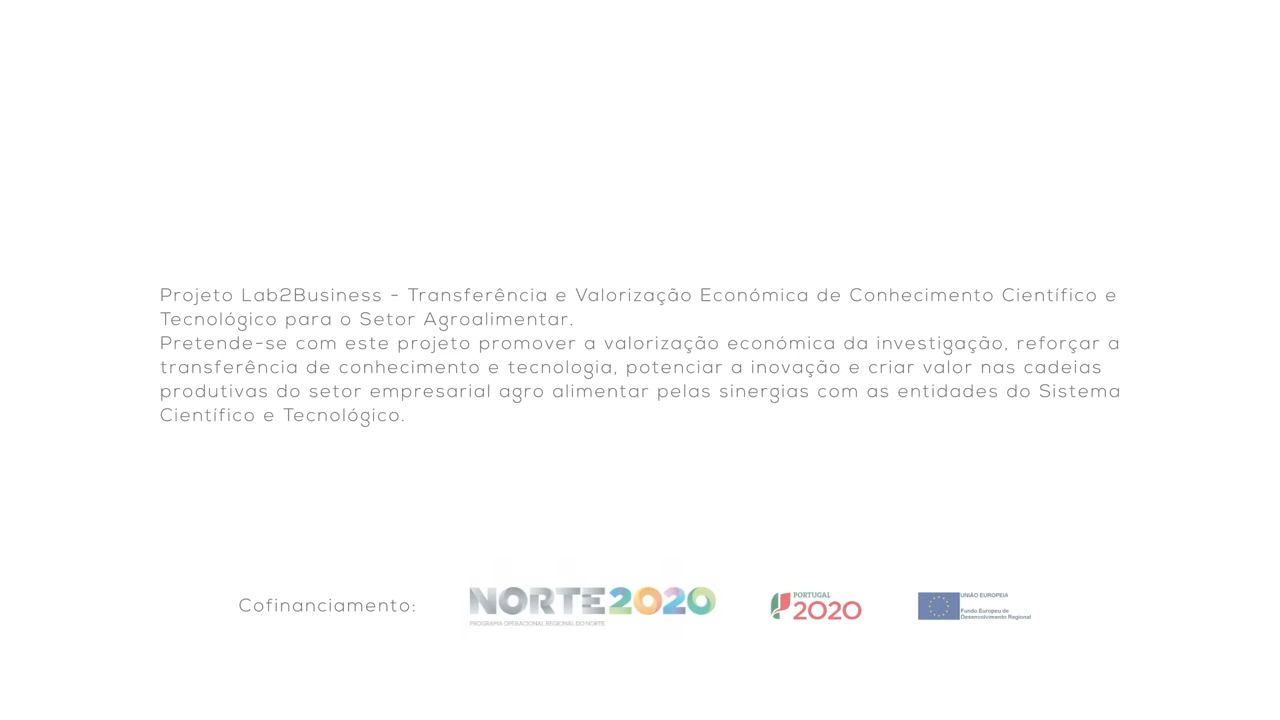 Projeto Lab2Business - Transferência e Valorização Económica de Conhecimento Científico e
Tecnológico para o Setor Agroalimentar.
Pretende-se com este projeto promover a valorização económica da investigação, reforçar a
transferência de conhecimento e tecnologia, potenciar a inovação e criar valor nas cadeias
produtivas do setor empresarial agro alimentar pelas sinergias com as entidades do Sistema
Científico e Tecnológico.
Cofinanciamento:
NORTE2020
PROGRAMA OPERACIONAL REGIONAL DO NORTE
PORTUGAL
2020
UNIÃO EUROPEIA
Fundo Europeu de
Desenvolvimento Regional